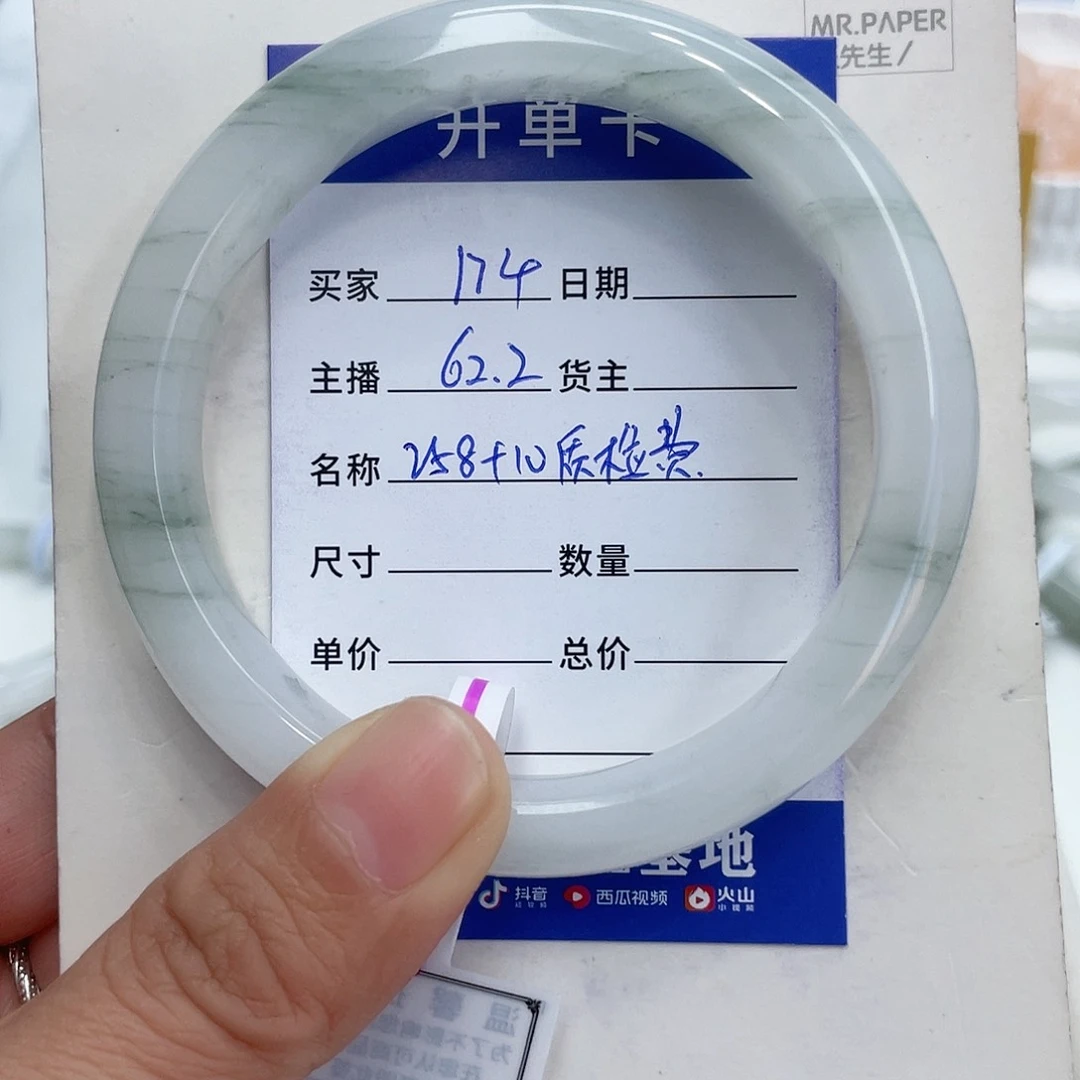 MR.PAPER
先生/
开单卡
买家 174 日期
主播 62.2 货主
名称 258+10质检费.
尺寸 数量
单价 总价
基地
抖音 西瓜视频 火山